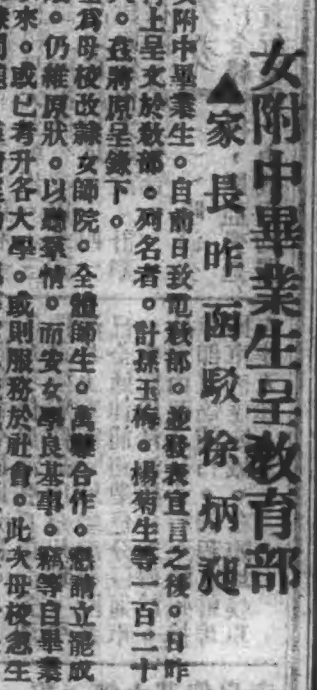 女附中畢業生呈教育部
▲家長昨函駁徐炳昶
女附中畢業生。自前日致電教部。並發表宣言之後。日昨
上呈文於教部。列名者。計孫玉梅。楊菊生等一百二十
。茲將原呈錄下。
為母校改隸女師院。全體師生。萬難合作。懇請立罷成
。仍維原狀。以慰羣情。而安女學良基事。竊等自畢業
來。或已考升各大學。或則服務於社會。此次母校忽生